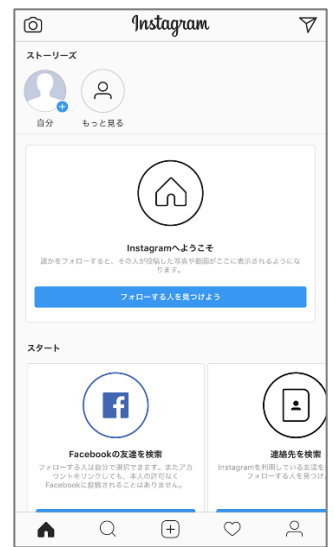 Instagram
ストーリーズ
自分
もっと見る
Instagramへようこそ
誰かをフォローすると、その人が投稿した写真や動画がここに表示されるようにな
ります。
フォローする人を見つけよう
スタート
Facebookの友達を検索
フォローする人は自分で選択できます。またアカ
ウントをリンクしても、本人の許可なく
Facebookに投稿されることはありません。
連絡先を検索
Instagramを利用している友達を
フォローする人を見つけ